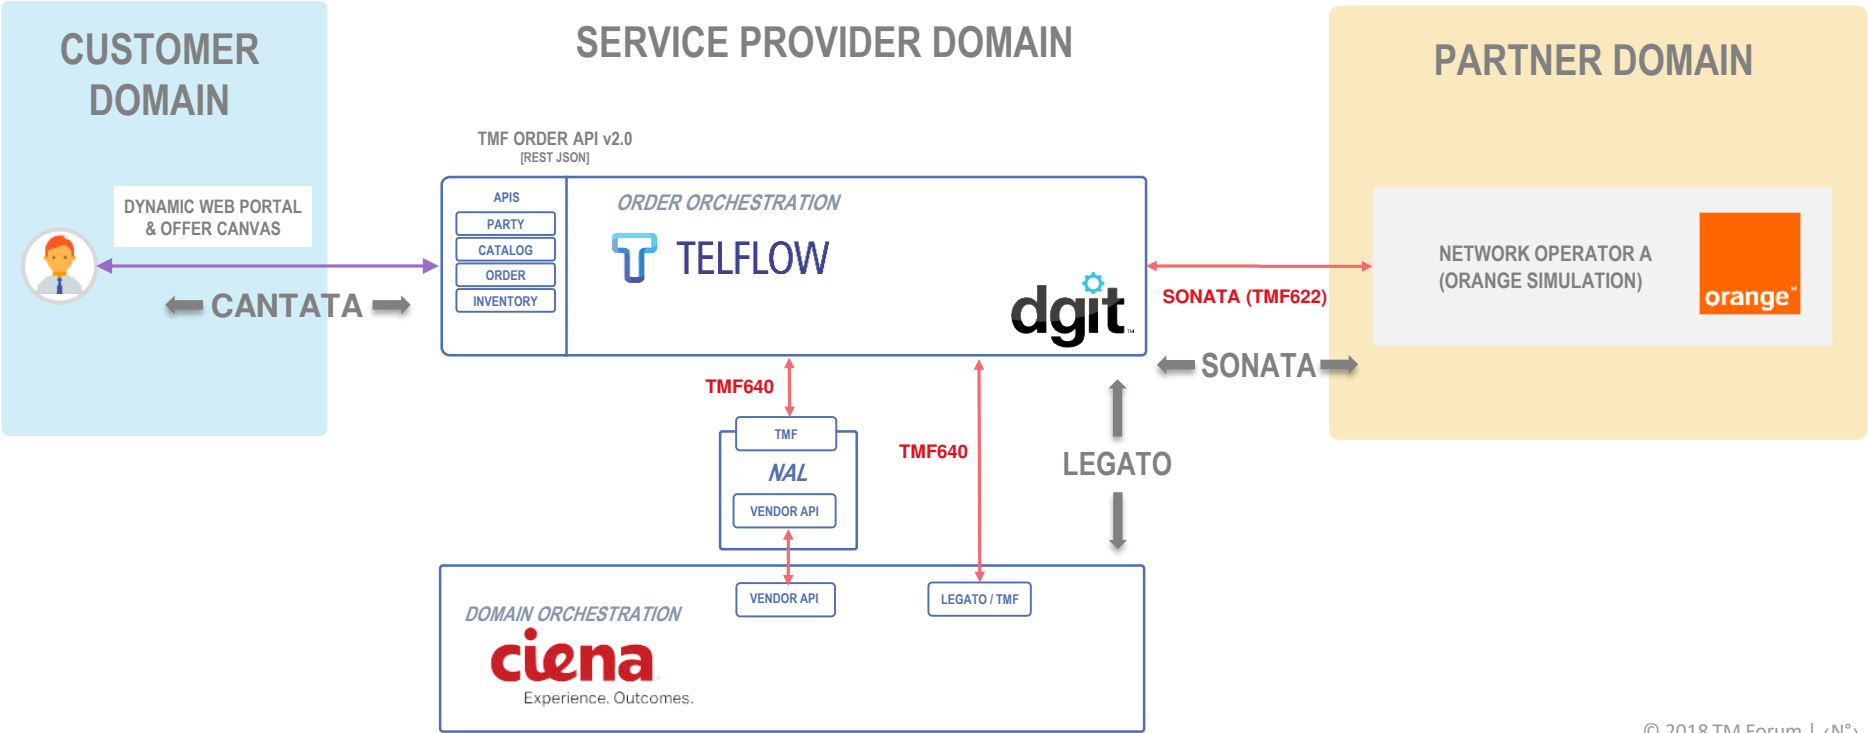 CUSTOMER
DOMAIN
SERVICE PROVIDER DOMAIN
PARTNER DOMAIN
TMF ORDER API v2.0
[REST JSON]
DYNAMIC WEB PORTAL
& OFFER CANVAS
CANTATA
APIS
PARTY
CATALOG
ORDER
INVENTORY
ORDER ORCHESTRATION
TELFLOW
dgit™
SONATA (TMF622)
SONATA
NETWORK OPERATOR A
(ORANGE SIMULATION)
orange™
TMF640
TMF
NAL
VENDOR API
TMF640
LEGATO
DOMAIN ORCHESTRATION
ciena
Experience. Outcomes.
VENDOR API
LEGATO / TMF
© 2018 TM Forum | ‹N°›